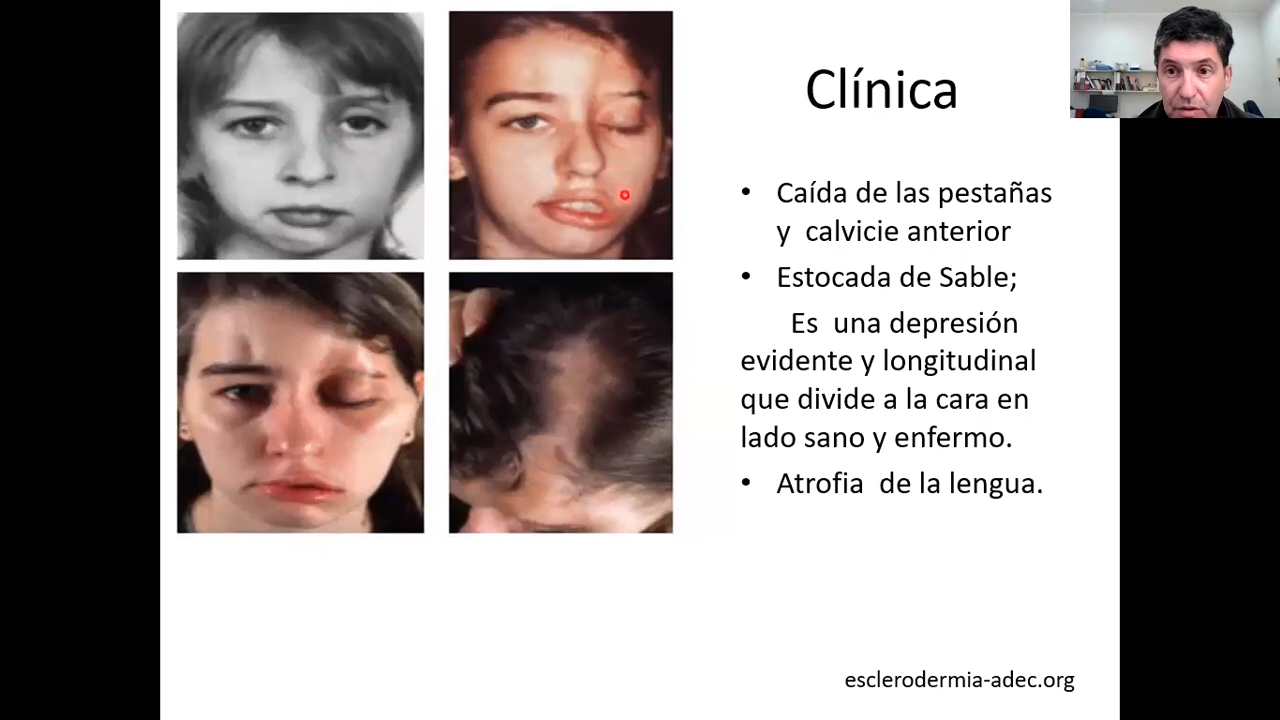 Clínica
• Caída de las pestañas
y  calvicie anterior
• Estocada de Sable;
Es  una depresión
evidente y longitudinal
que divide a la cara en
lado sano y enfermo.
• Atrofia  de la lengua.
esclerodermia-adec.org